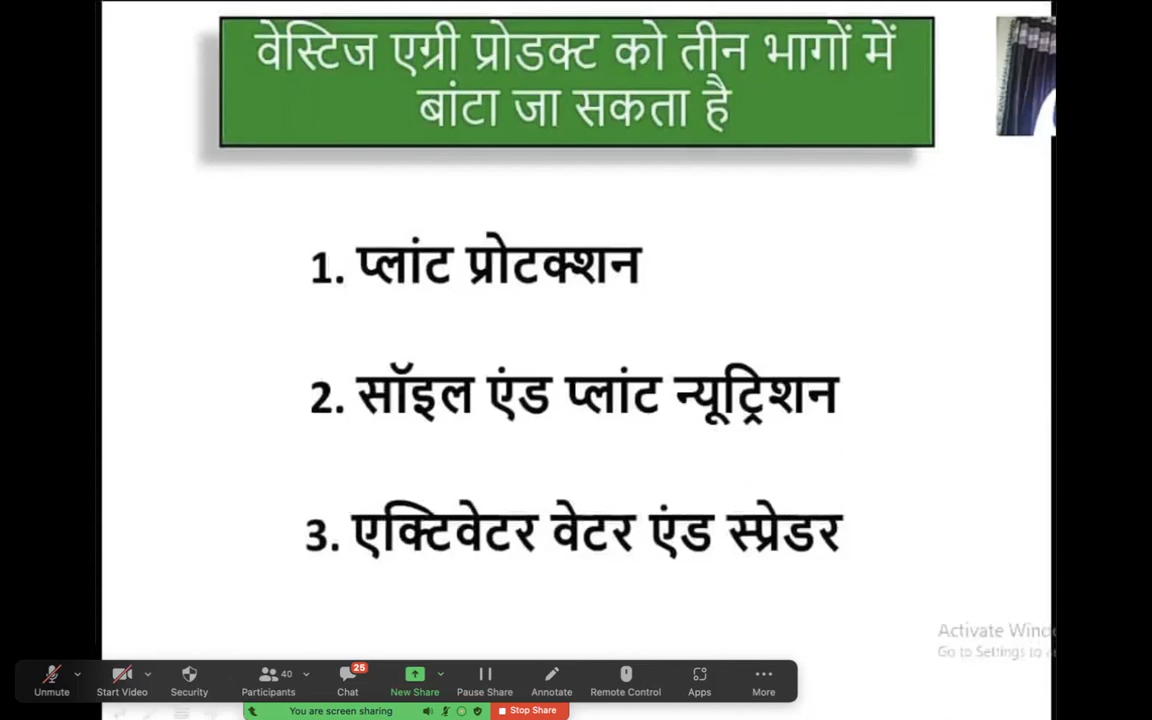 वेस्टिज एग्री प्रोडक्ट को तीन भागों में
बांटा जा सकता है
1. प्लांट प्रोटक्शन
2. सॉइल एंड प्लांट न्यूट्रिशन
3. एक्टिवेटर वेटर एंड स्प्रेडर
Activate
Go to Settings to
25
40
Unmute
Start Video
Security
Participants
Chat
New Share
Pause Share
Annotate
Remote Control
Apps
More
You are screen sharing
Stop Share